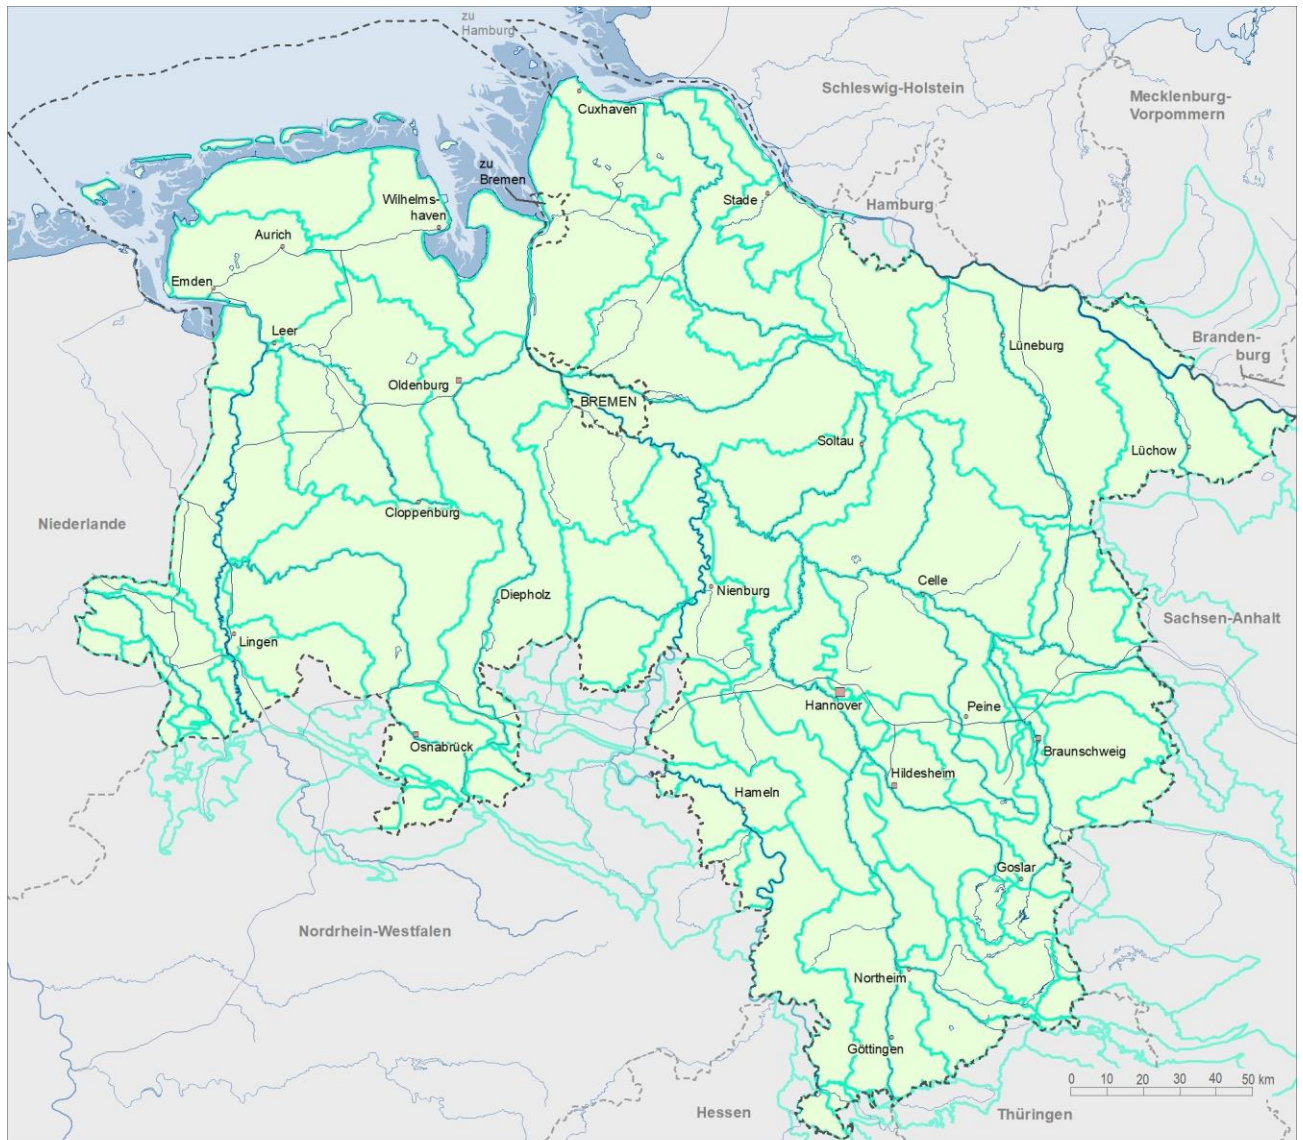 zu
Hamburg
Schleswig-Holstein
Mecklenburg-
Vorpommern
Cuxhaven
zu
Bremen
Wilhelms-
haven
Stade
Hamburg
Aurich
Emden
Leer
Lüneburg
Branden-
burg
Oldenburg
BREMEN
Soltau
Lüchow
Niederlande
Cloppenburg
Celle
Diepholz
Nienburg
Sachsen-Anhalt
Lingen
Hannover
Peine
Osnabrück
Braunschweig
Hildesheim
Hameln
Goslar
Nordrhein-Westfalen
Northeim
Göttingen
0 10 20 30 40 50 km
Hessen
Thüringen